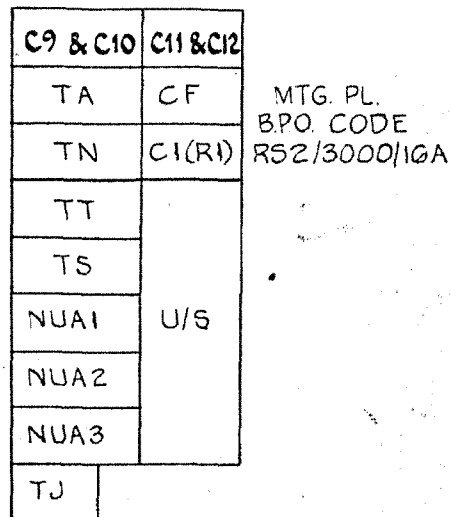 C9 & C10 C11 & C12
TA CF
TN C1(R1)
TT
TS
NUA1 U/S
NUA2
NUA3
TJ
MTG. PL.
B.P.O. CODE
RS2/3000/1GA